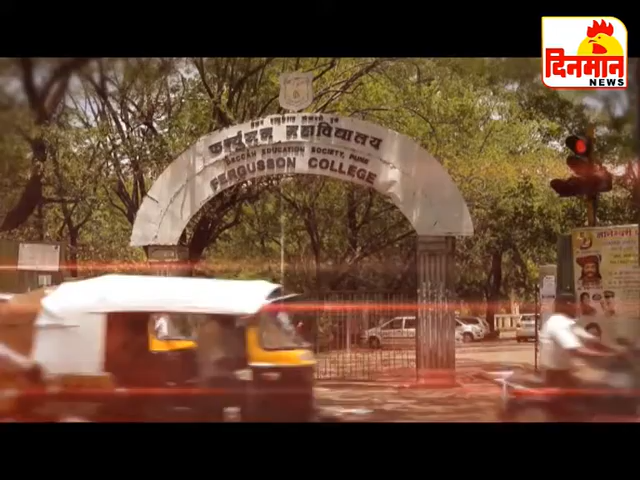 दिनमान
NEWS
फर्ग्युसन महाविद्यालय
DECCAN EDUCATION SOCIETY, PUNE
FERGUSSON COLLEGE